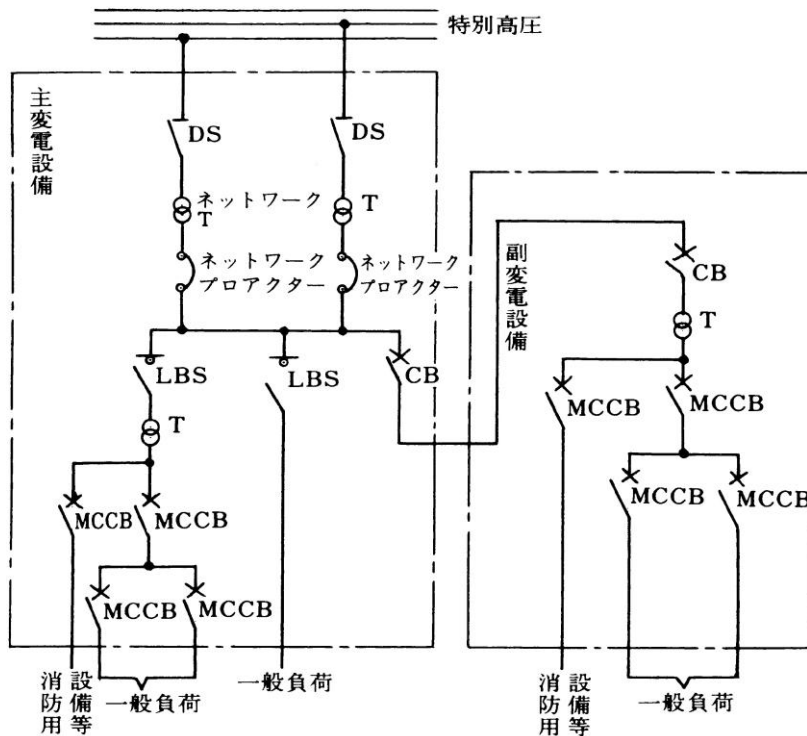 特別高圧
主変電設備
DS
DS
ネットワーク
T
T
ネットワーク
プロアクター
ネットワーク
プロアクター
副変電設備
CB
T
LBS
LBS
CB
MCCB
MCCB
T
MCCB
MCCB
MCCB
MCCB
MCCB
MCCB
消防用
設備等
一般負荷
一般負荷
消防用
設備等
一般負荷